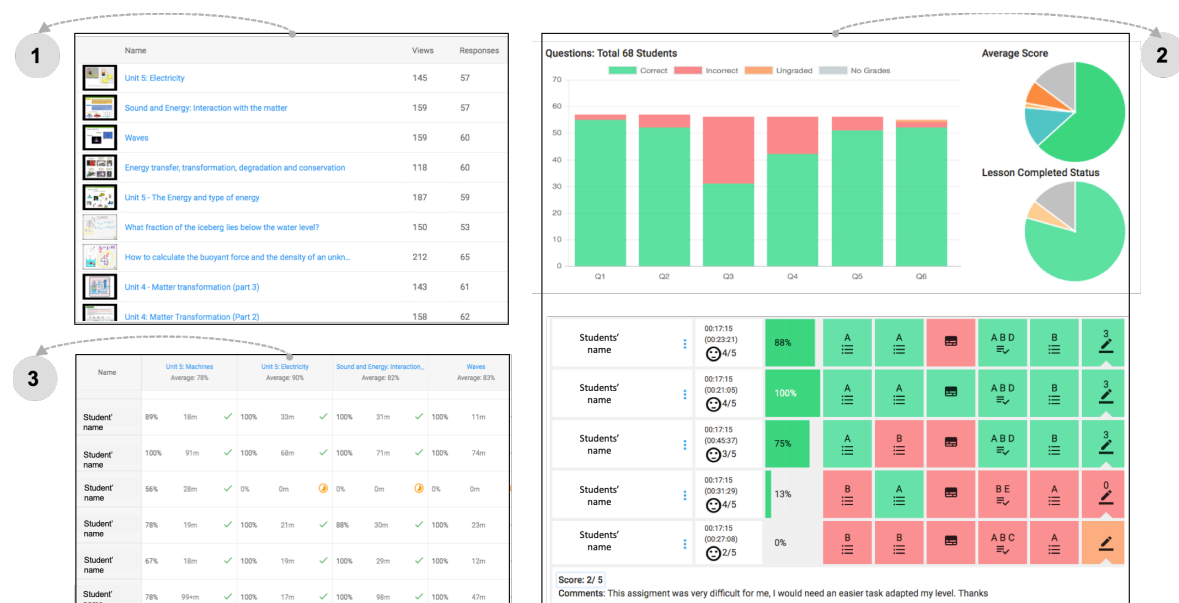 1
Name Views Responses
Unit 5: Electricity 145 57
Sound and Energy: Interaction with the matter 159 57
Waves 159 60
Energy transfer, transformation, degradation and conservation 118 60
Unit 5 - The Energy and type of energy 187 59
What fraction of the iceberg lies below the water level? 150 53
How to calculate the buoyant force and the density of an unkn... 212 65
Unit 4 - Matter transformation (part 3) 143 61
Unit 4: Matter Transformation (Part 2) 158 62
2
Questions: Total 68 Students
Correct Incorrect Ungraded No Grades
70
60
50
40
30
20
10
0
Q1 Q2 Q3 Q4 Q5 Q6
Average Score
Lesson Completed Status
Students'
name
00:17:15
(00:23:21)
4/5
88% A A A B D B 3
Students'
name
00:17:15
(00:21:05)
4/5
100% A A A B D B 3
Students'
name
00:17:15
(00:45:37)
3/5
75% A B A B D B 3
Students'
name
00:17:15
(00:31:29)
4/5
13% B A B E A 0
Students'
name
00:17:15
(00:27:08)
2/5
0% B B A B C A
Score: 2/ 5
Comments: This assigment was very difficult for me, I would need an easier task adapted my level. Thanks
3
Name Unit 5: Machines Unit 5: Electricity Sound and Energy: Interaction... Waves
Average: 78% Average: 90% Average: 82% Average: 83%
Student'
name
89% 18m 100% 33m 100% 31m 100% 11m
Student'
name
100% 91m 100% 68m 100% 71m 100% 74m
Student'
name
56% 28m 0% 0m 0% 0m 0% 0m
Student'
name
78% 19m 100% 21m 88% 30m 100% 23m
Student'
name
67% 18m 100% 19m 100% 29m 100% 12m
Student'
name
78% 99+m 100% 17m 100% 98m 100% 47m